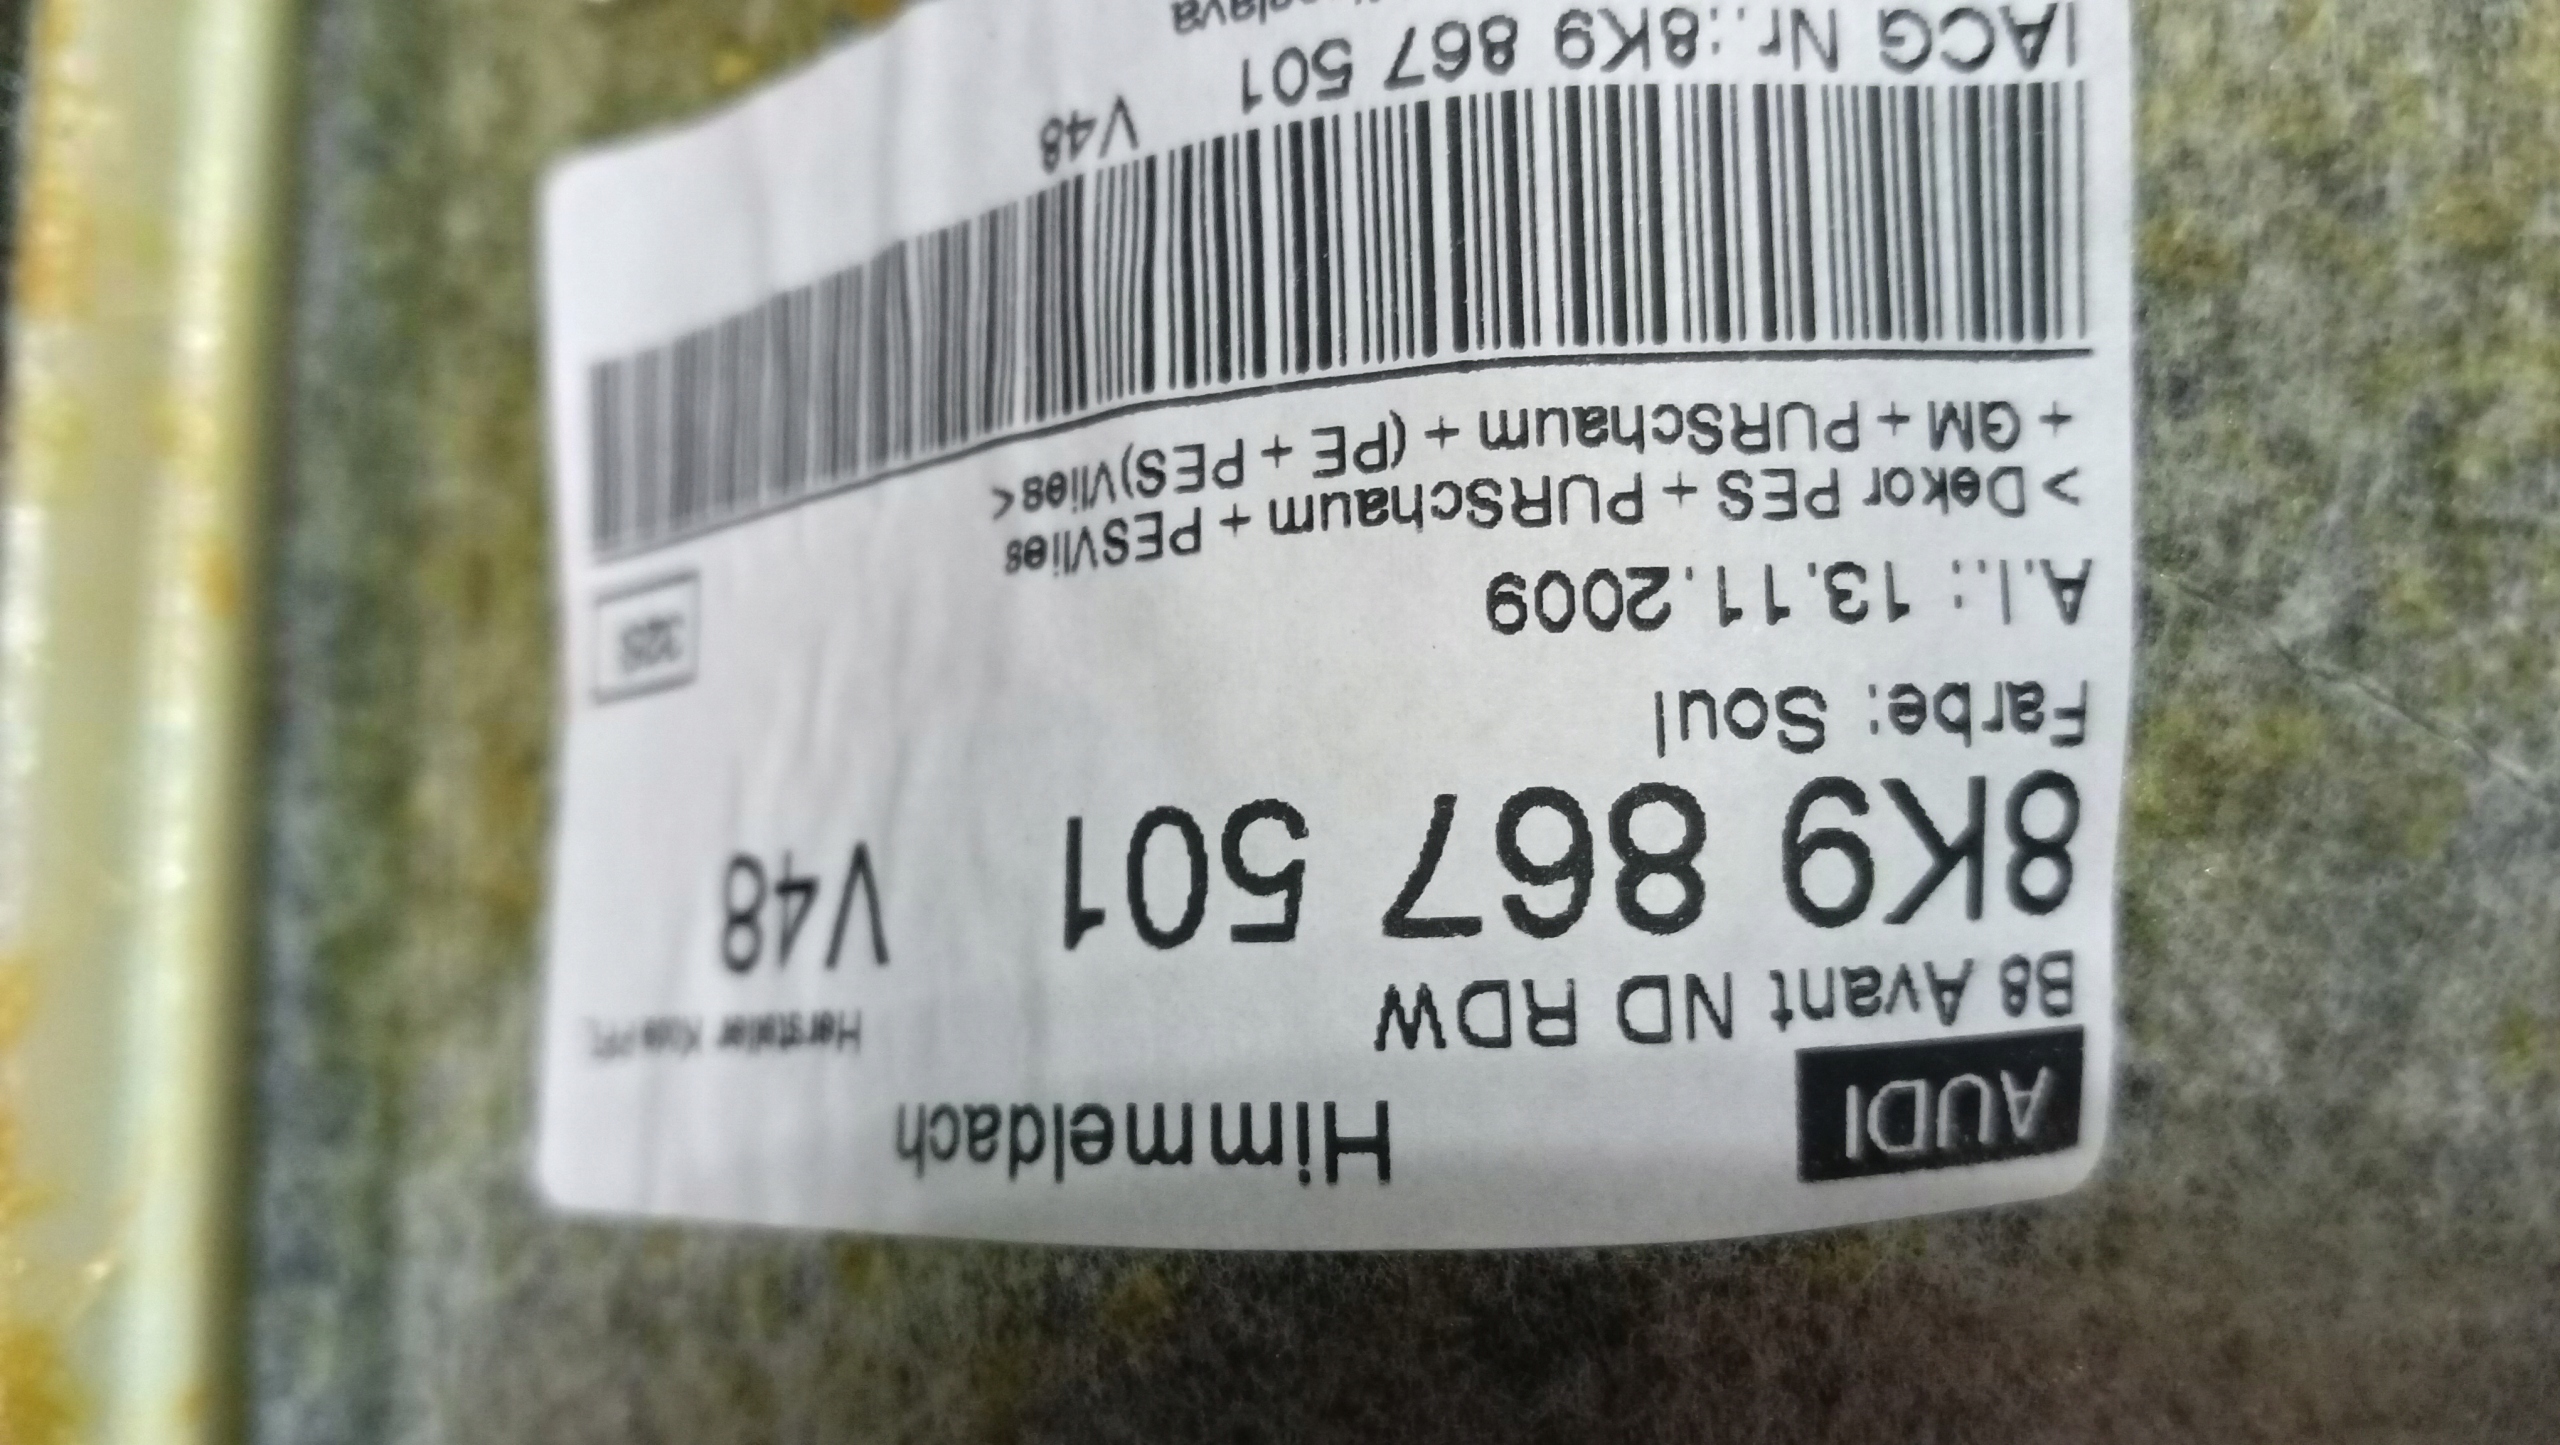 AUDI Himmeldach
B8 Avant ND RDW Hersteller
8K9 867 501 V48
Farbe: Soul
A.I.: 13.11.2009
> Dekor PES + PURSchaum + PESVlies
+ GM + PURSchaum + (PE + PES)Vlies <
IACG Nr.:8K9 867 501 V48